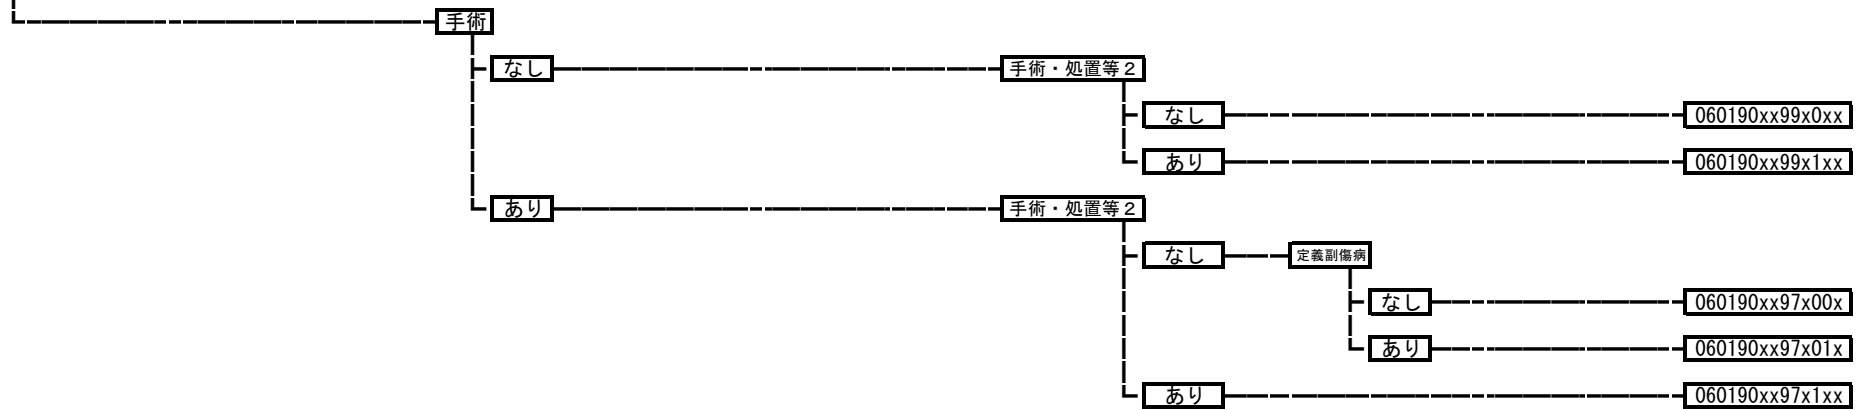 手術
なし 手術・処置等２
なし 060190xx99x0xx
あり 060190xx99x1xx
あり 手術・処置等２
なし 定義副傷病
なし 060190xx97x00x
あり 060190xx97x01x
あり 060190xx97x1xx